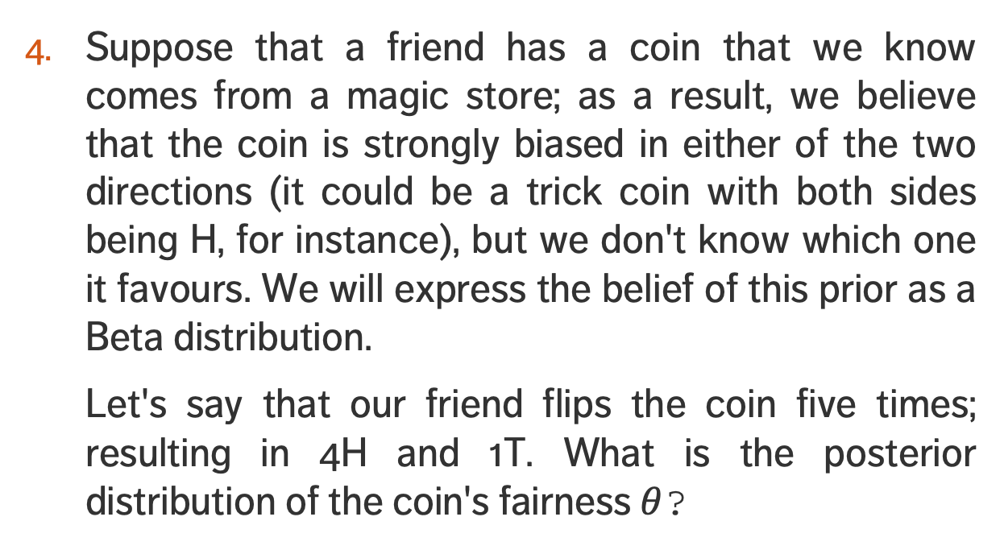 4. Suppose that a friend has a coin that we know
comes from a magic store; as a result, we believe
that the coin is strongly biased in either of the two
directions (it could be a trick coin with both sides
being H, for instance), but we don't know which one
it favours. We will express the belief of this prior as a
Beta distribution.
Let's say that our friend flips the coin five times;
resulting in 4H and 1T. What is the posterior
distribution of the coin's fairness θ ?